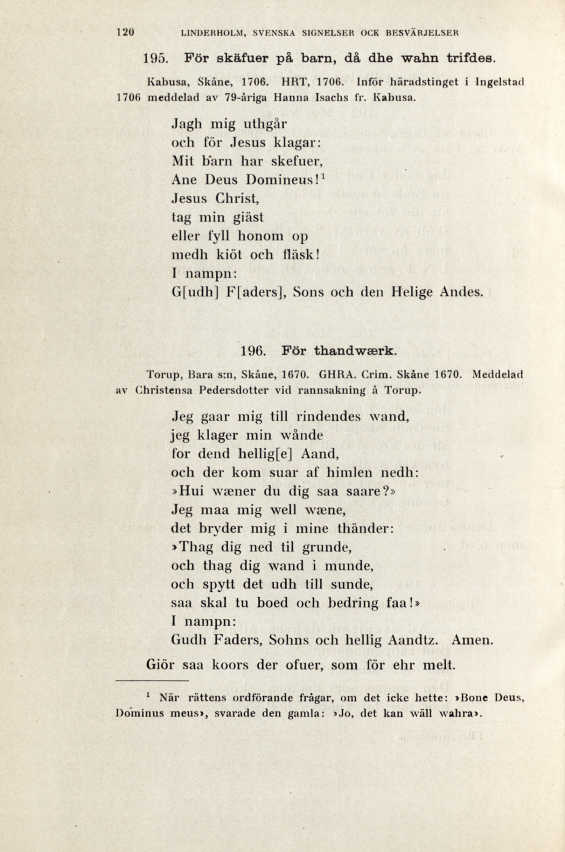 120 LINDERHOLM, SVENSKA SIGNELSER OCK BESVÄRJELSER
195. För skäfuer på barn, då dhe wahn trifdes.
Kabusa, Skåne, 1706. HRT, 1706. Inför häradstinget i Ingelstad
1706 meddelad av 79-åriga Hanna Isachs fr. Kabusa.
Jagh mig uthgår
och för Jesus klagar:
Mit barn har skefuer,
Ane Deus Domineus!¹
Jesus Christ,
tag min giäst
eller fyll honom op
medh kiöt och fläsk!
I nampn:
G[udh] F[aders], Sons och den Helige Andes.
196. För thandwærk.
Torup, Bara s:n, Skåne, 1670. GHRA. Crim. Skåne 1670. Meddelad
av Christensa Pedersdotter vid rannsakning å Torup.
Jeg gaar mig till rindendes wand,
jeg klager min wånde
for dend hellig[e] Aand,
och der kom suar af himlen nedh:
»Hui wæner du dig saa saare?»
Jeg maa mig well wæne,
det bryder mig i mine thänder:
»Thag dig ned til grunde,
och thag dig wand i munde,
och spytt det udh till sunde,
saa skal tu boed och bedring faa!»
I nampn:
Gudh Faders, Sohns och hellig Aandtz. Amen.
Giör saa koors der ofuer, som för ehr melt.
¹ När rättens ordförande frågar, om det icke hette: »Bone Deus,
Dominus meus», svarade den gamla: »Jo, det kan wäll wahra».